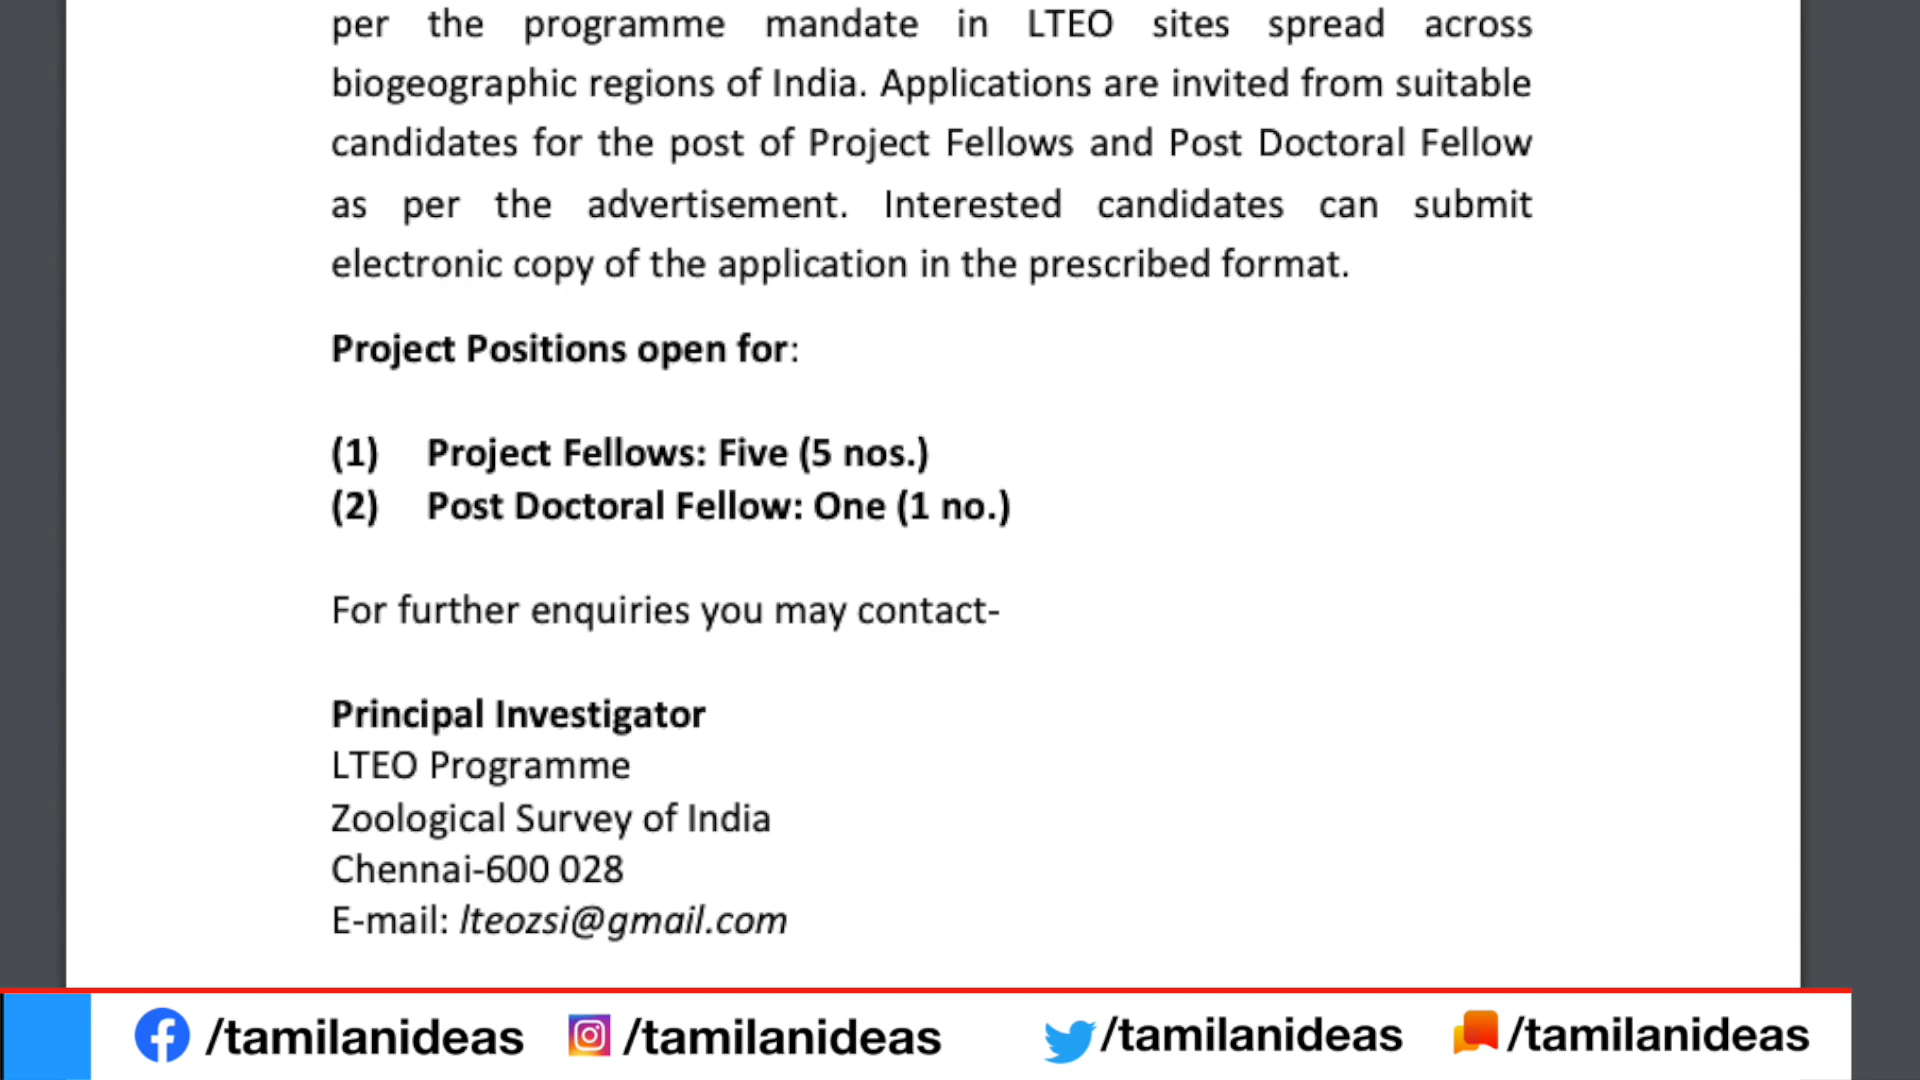 per the programme mandate in LTEO sites spread across
biogeographic regions of India. Applications are invited from suitable
candidates for the post of Project Fellows and Post Doctoral Fellow
as per the advertisement. Interested candidates can submit
electronic copy of the application in the prescribed format.
Project Positions open for:
(1) Project Fellows: Five (5 nos.)
(2) Post Doctoral Fellow: One (1 no.)
For further enquiries you may contact-
Principal Investigator
LTEO Programme
Zoological Survey of India
Chennai-600 028
E-mail: lteozsi@gmail.com
/tamilanideas /tamilanideas /tamilanideas /tamilanideas